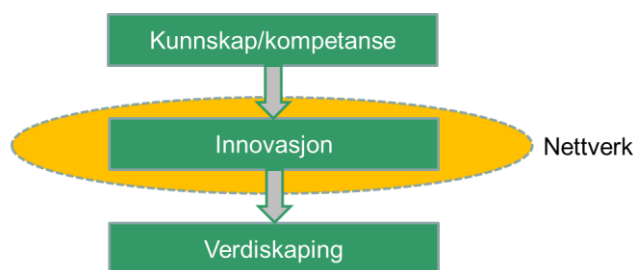 Kunnskap/kompetanse
Innovasjon
Nettverk
Verdiskaping